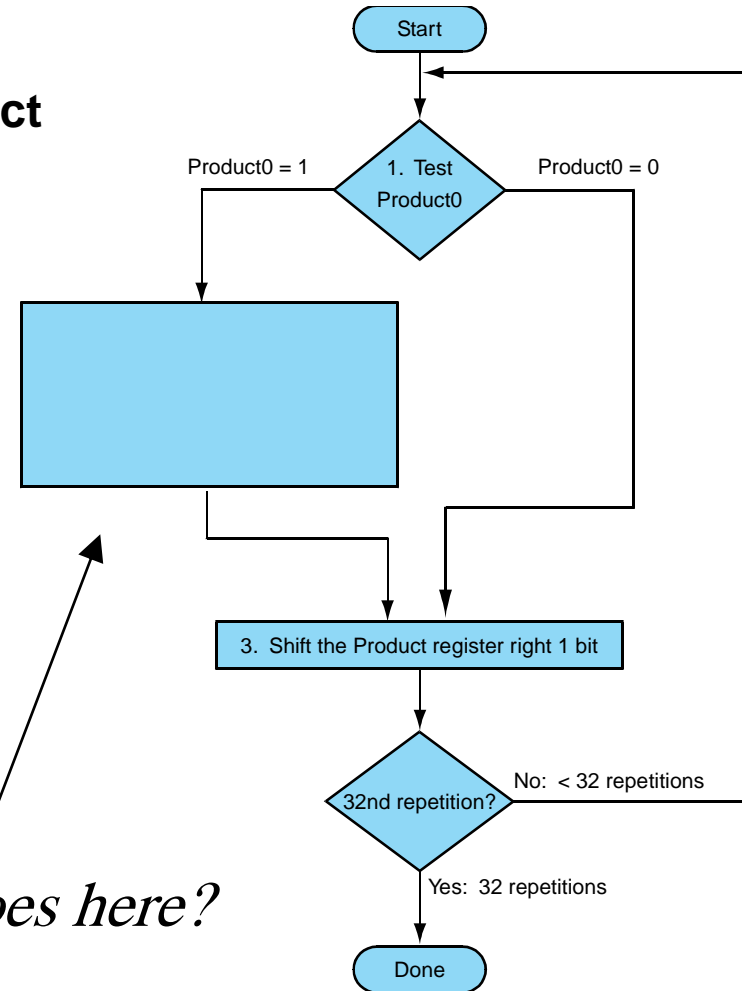 Start
ct
Product0 = 1
1. Test
Product0
Product0 = 0
3. Shift the Product register right 1 bit
32nd repetition?
No: < 32 repetitions
oes here?
Yes: 32 repetitions
Done